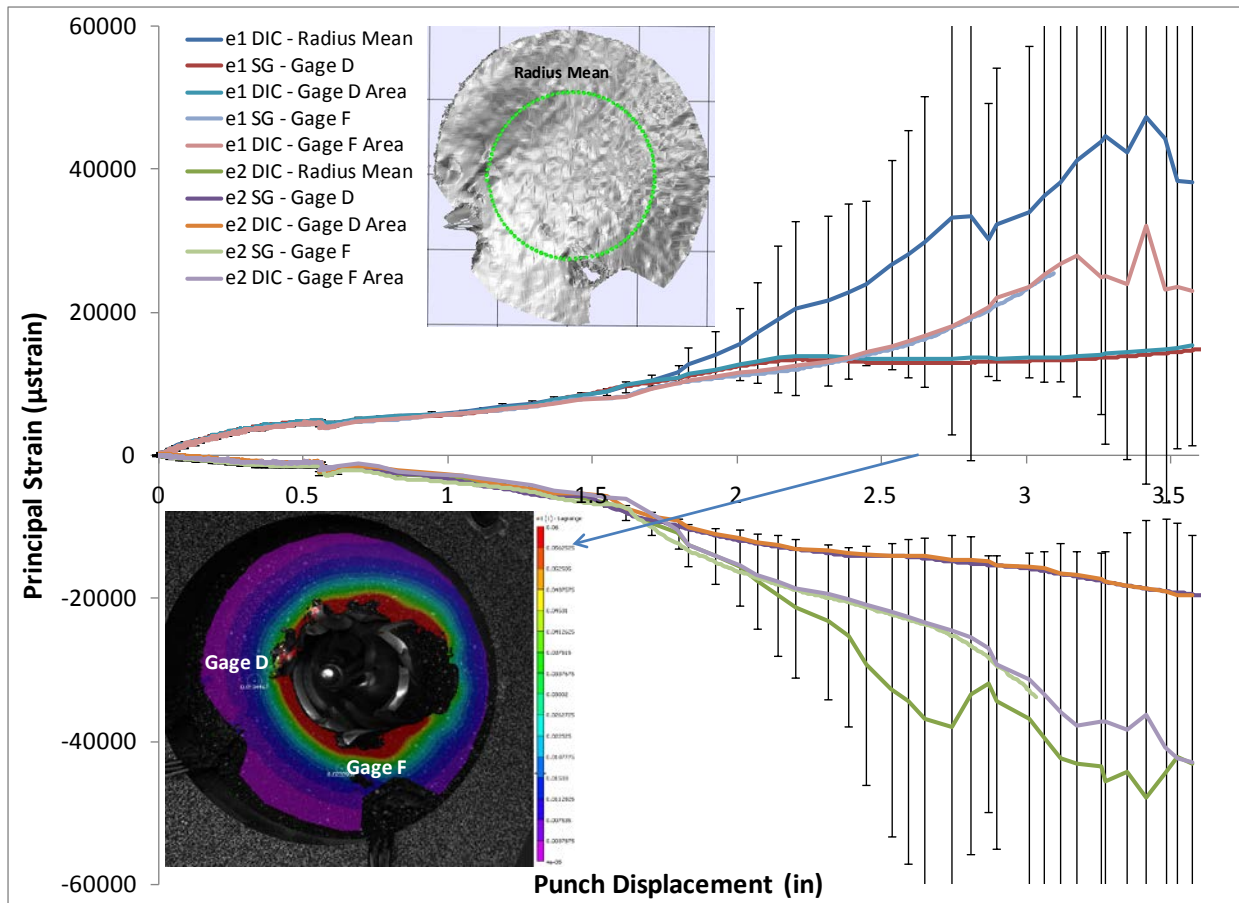 60000
40000
20000
0
-20000
-40000
-60000
Principal Strain (µstrain)
e1 DIC - Radius Mean
e1 SG - Gage D
e1 DIC - Gage D Area
e1 SG - Gage F
e1 DIC - Gage F Area
e2 DIC - Radius Mean
e2 SG - Gage D
e2 DIC - Gage D Area
e2 SG - Gage F
e2 DIC - Gage F Area
Radius Mean
0 0.5 1 1.5 2 2.5 3 3.5
Gage D
Gage F
Punch Displacement (in)